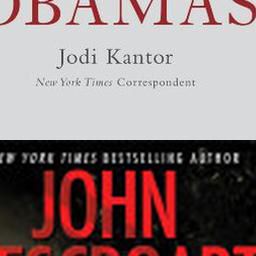 OBAMAS
Jodi Kantor
New York Times Correspondent
NEW YORK TIMES BESTSELLING AUTHOR
JOHN